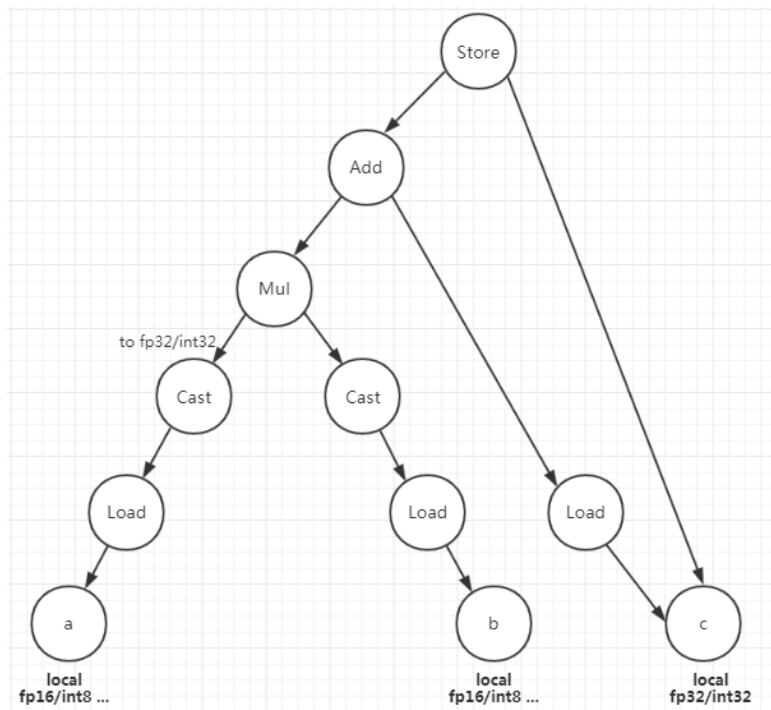 Store
Add
Mul
to fp32/int32
Cast
Cast
Load
Load
Load
a
b
c
local
fp16/int8 ...
local
fp16/int8 ...
local
fp32/int32